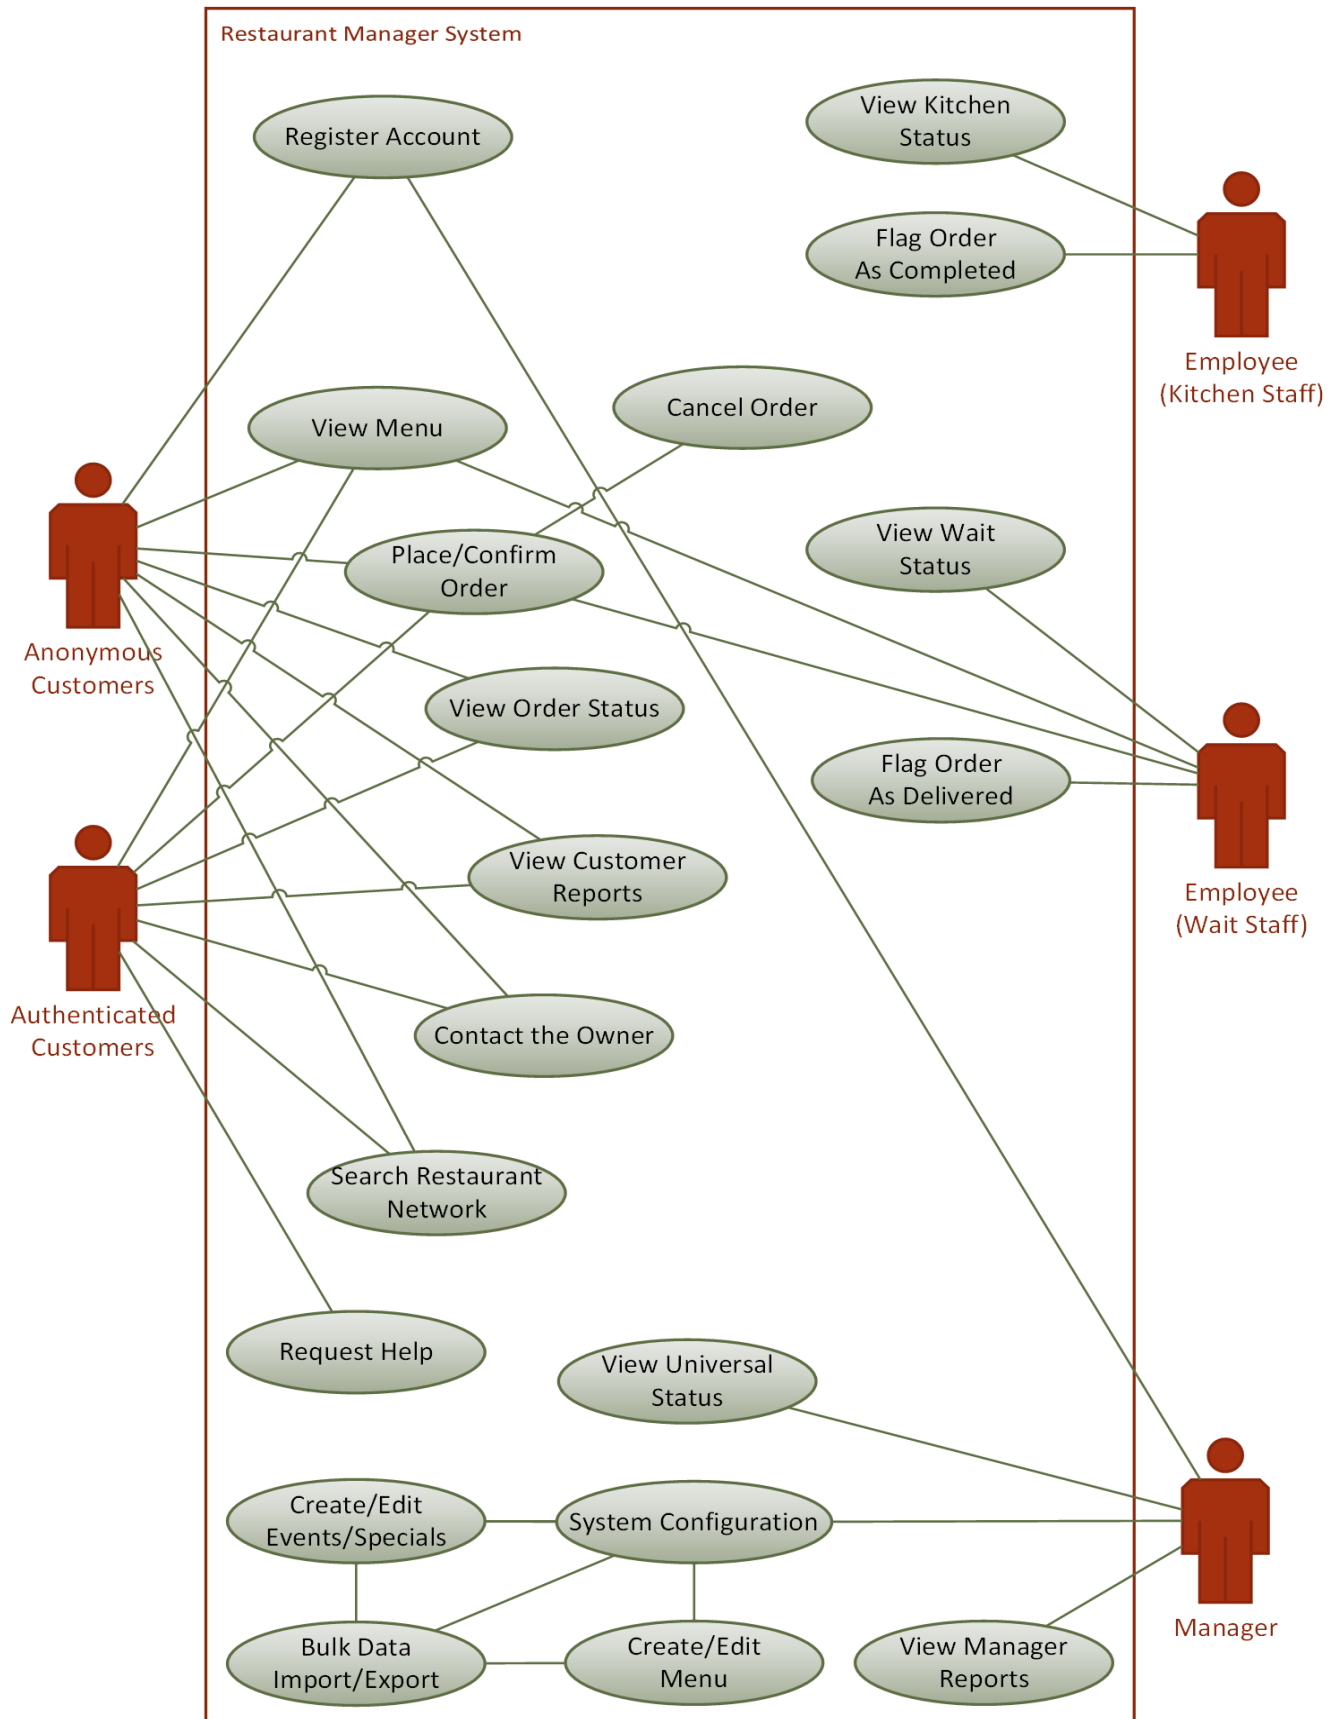 Restaurant Manager System
Register Account
View Kitchen
Status
Flag Order
As Completed
Employee
(Kitchen Staff)
Cancel Order
View Menu
Place/Confirm
Order
View Wait
Status
Anonymous
Customers
View Order Status
Flag Order
As Delivered
View Customer
Reports
Employee
(Wait Staff)
Authenticated
Customers
Contact the Owner
Search Restaurant
Network
Request Help
View Universal
Status
Create/Edit
Events/Specials
System Configuration
Manager
Bulk Data
Import/Export
Create/Edit
Menu
View Manager
Reports